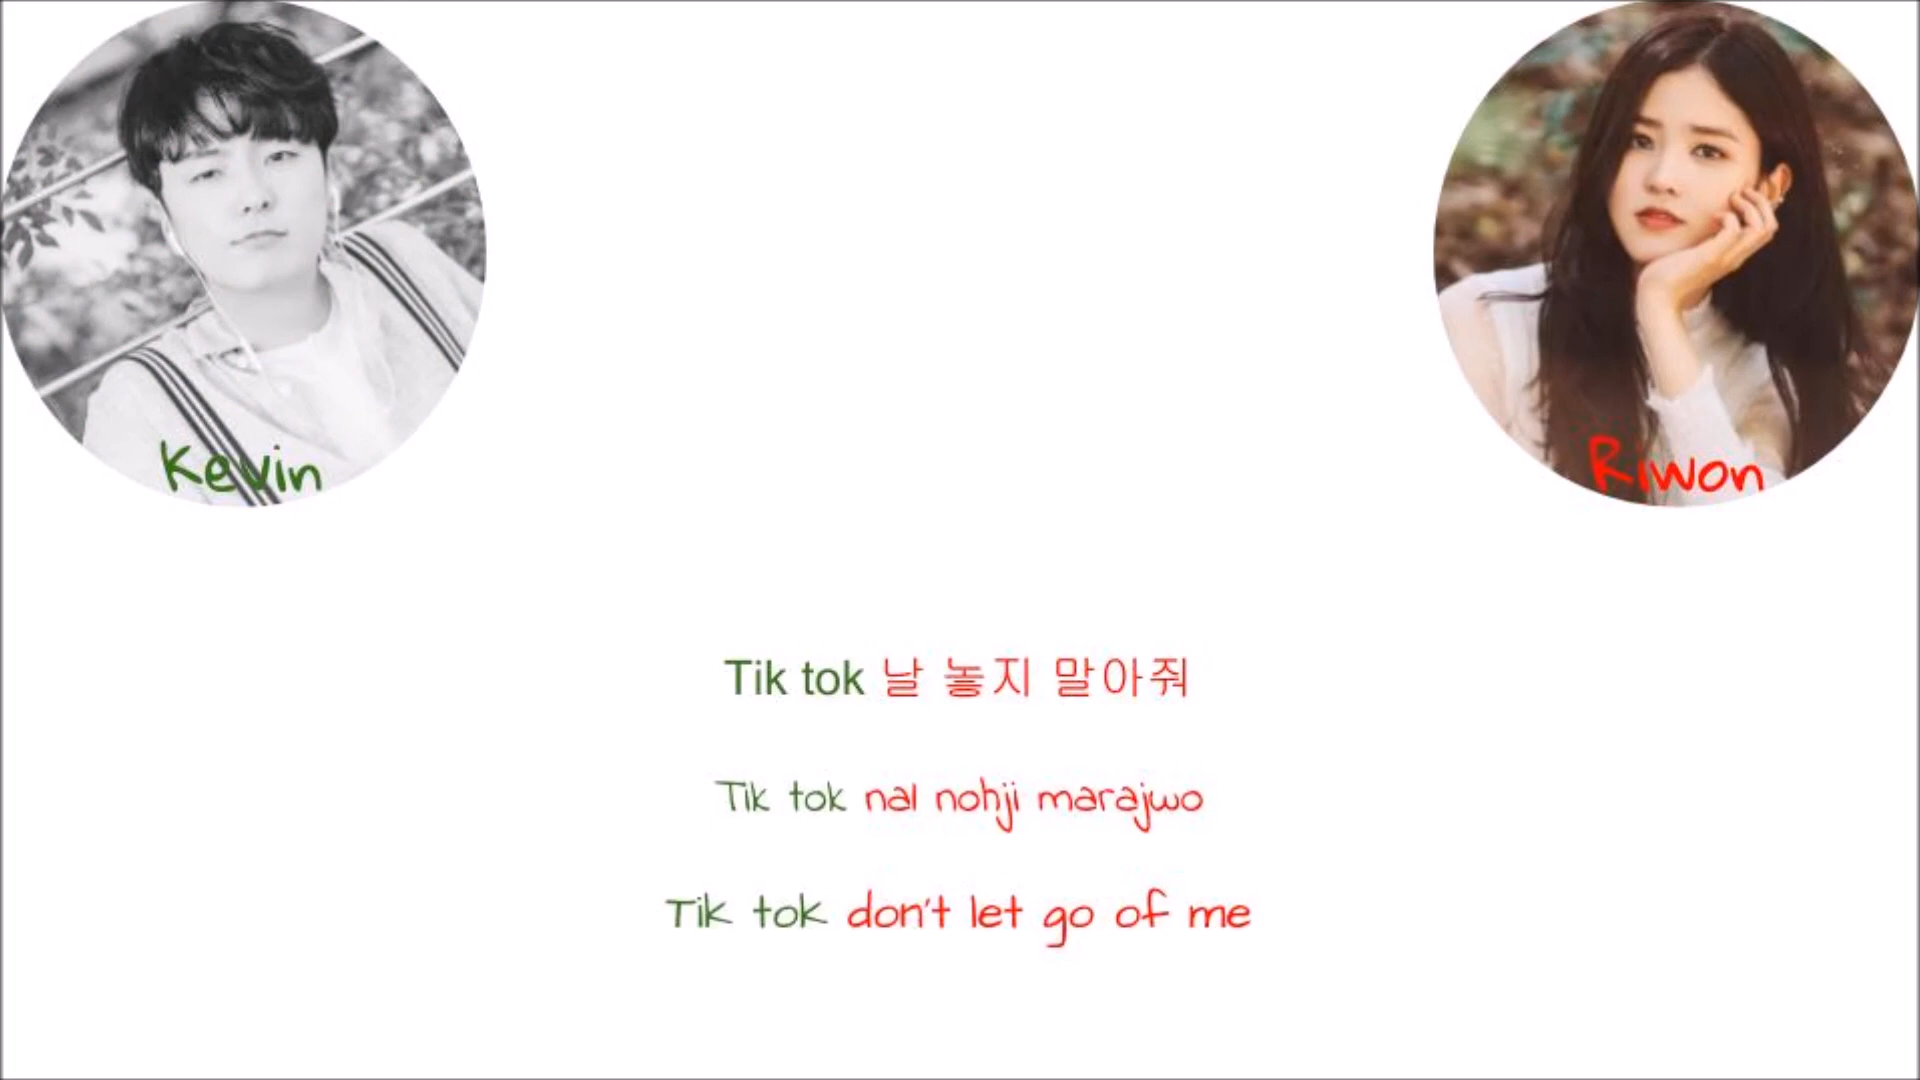 Kevin
Riwon
Tik tok 날 놓지 말아줘
Tik tok nal nohji marajwo
Tik tok don't let go of me